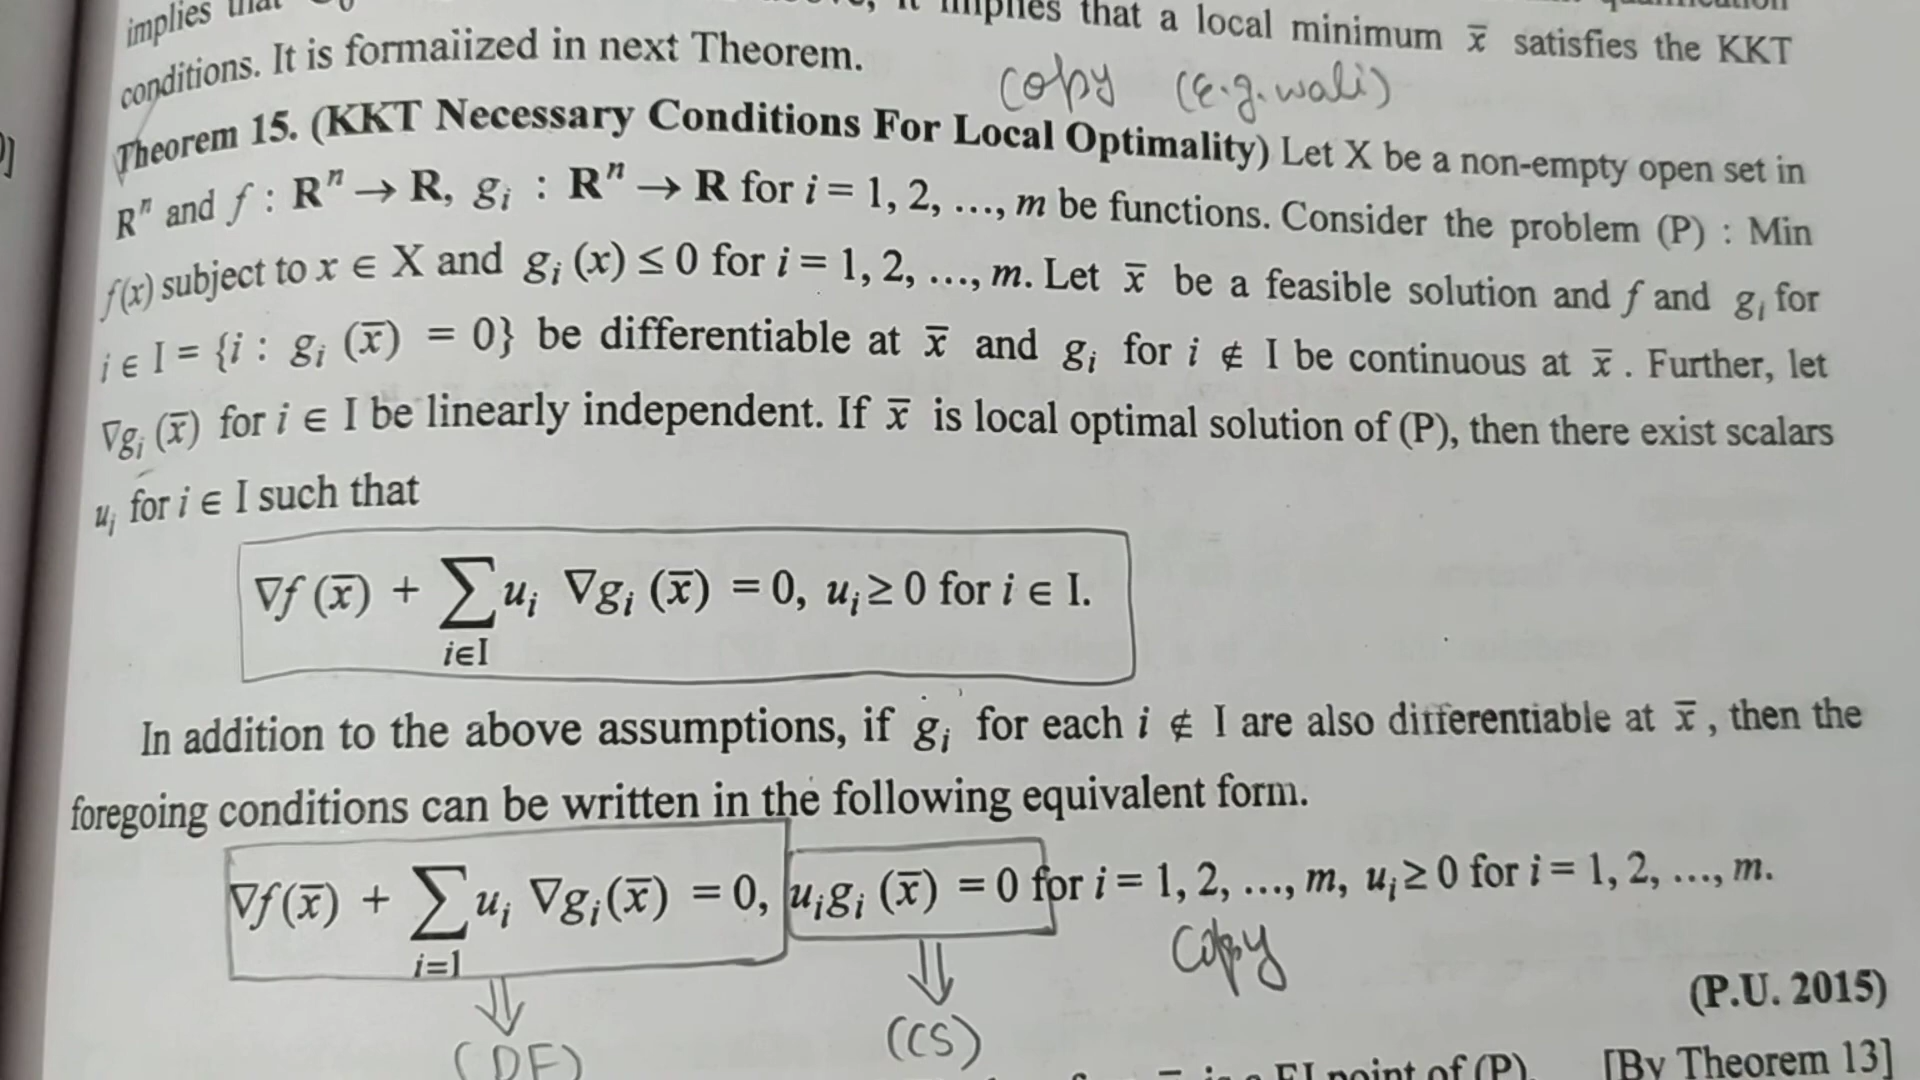 implies that a local minimum x̄ satisfies the KKT
conditions. It is formaiized in next Theorem.
copy (e.g. wali)
Theorem 15. (KKT Necessary Conditions For Local Optimality) Let X be a non-empty open set in
Rⁿ and f : Rⁿ → R, gᵢ : Rⁿ → R for i = 1, 2, ..., m be functions. Consider the problem (P) : Min
f(x) subject to x ∈ X and gᵢ (x) ≤ 0 for i = 1, 2, ..., m. Let x̄ be a feasible solution and f and gᵢ for
i ∈ I = {i : gᵢ (x̄) = 0} be differentiable at x̄ and gᵢ for i ∉ I be continuous at x̄ . Further, let
∇gᵢ (x̄) for i ∈ I be linearly independent. If x̄ is local optimal solution of (P), then there exist scalars
uᵢ for i ∈ I such that
∇f (x̄) + ∑ uᵢ ∇gᵢ (x̄) = 0, uᵢ ≥ 0 for i ∈ I.
i∈I
In addition to the above assumptions, if gᵢ for each i ∉ I are also differentiable at x̄ , then the
foregoing conditions can be written in the following equivalent form.
∇f(x̄) + ∑ uᵢ ∇gᵢ(x̄) = 0, uᵢgᵢ (x̄) = 0 for i = 1, 2, ..., m, uᵢ ≥ 0 for i = 1, 2, ..., m.
i=1
copy
(P.U. 2015)
(DF)
(CS)
is a FJ point of (P). [By Theorem 13]